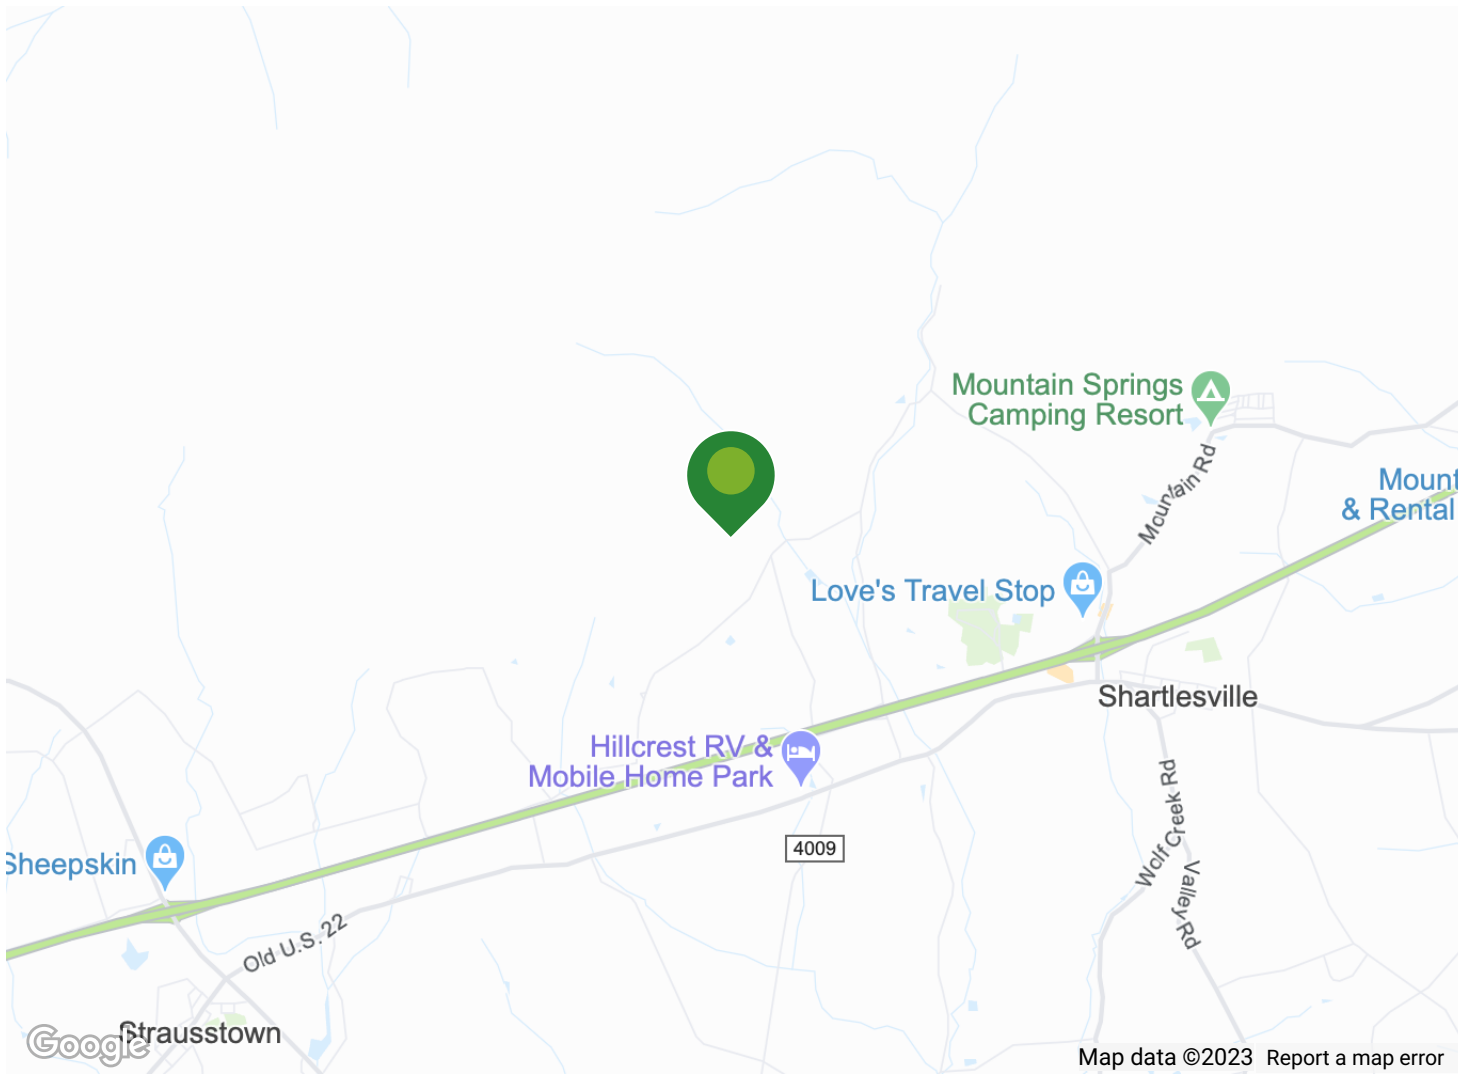 Mountain Springs
Camping Resort
Mountain Rd
Mount
& Rental
Love's Travel Stop
Shartlesville
Hillcrest RV &
Mobile Home Park
4009
Wolf Creek Rd
Valley Rd
Sheepskin
Old U.S. 22
Strausstown
Google
Map data ©2023 Report a map error